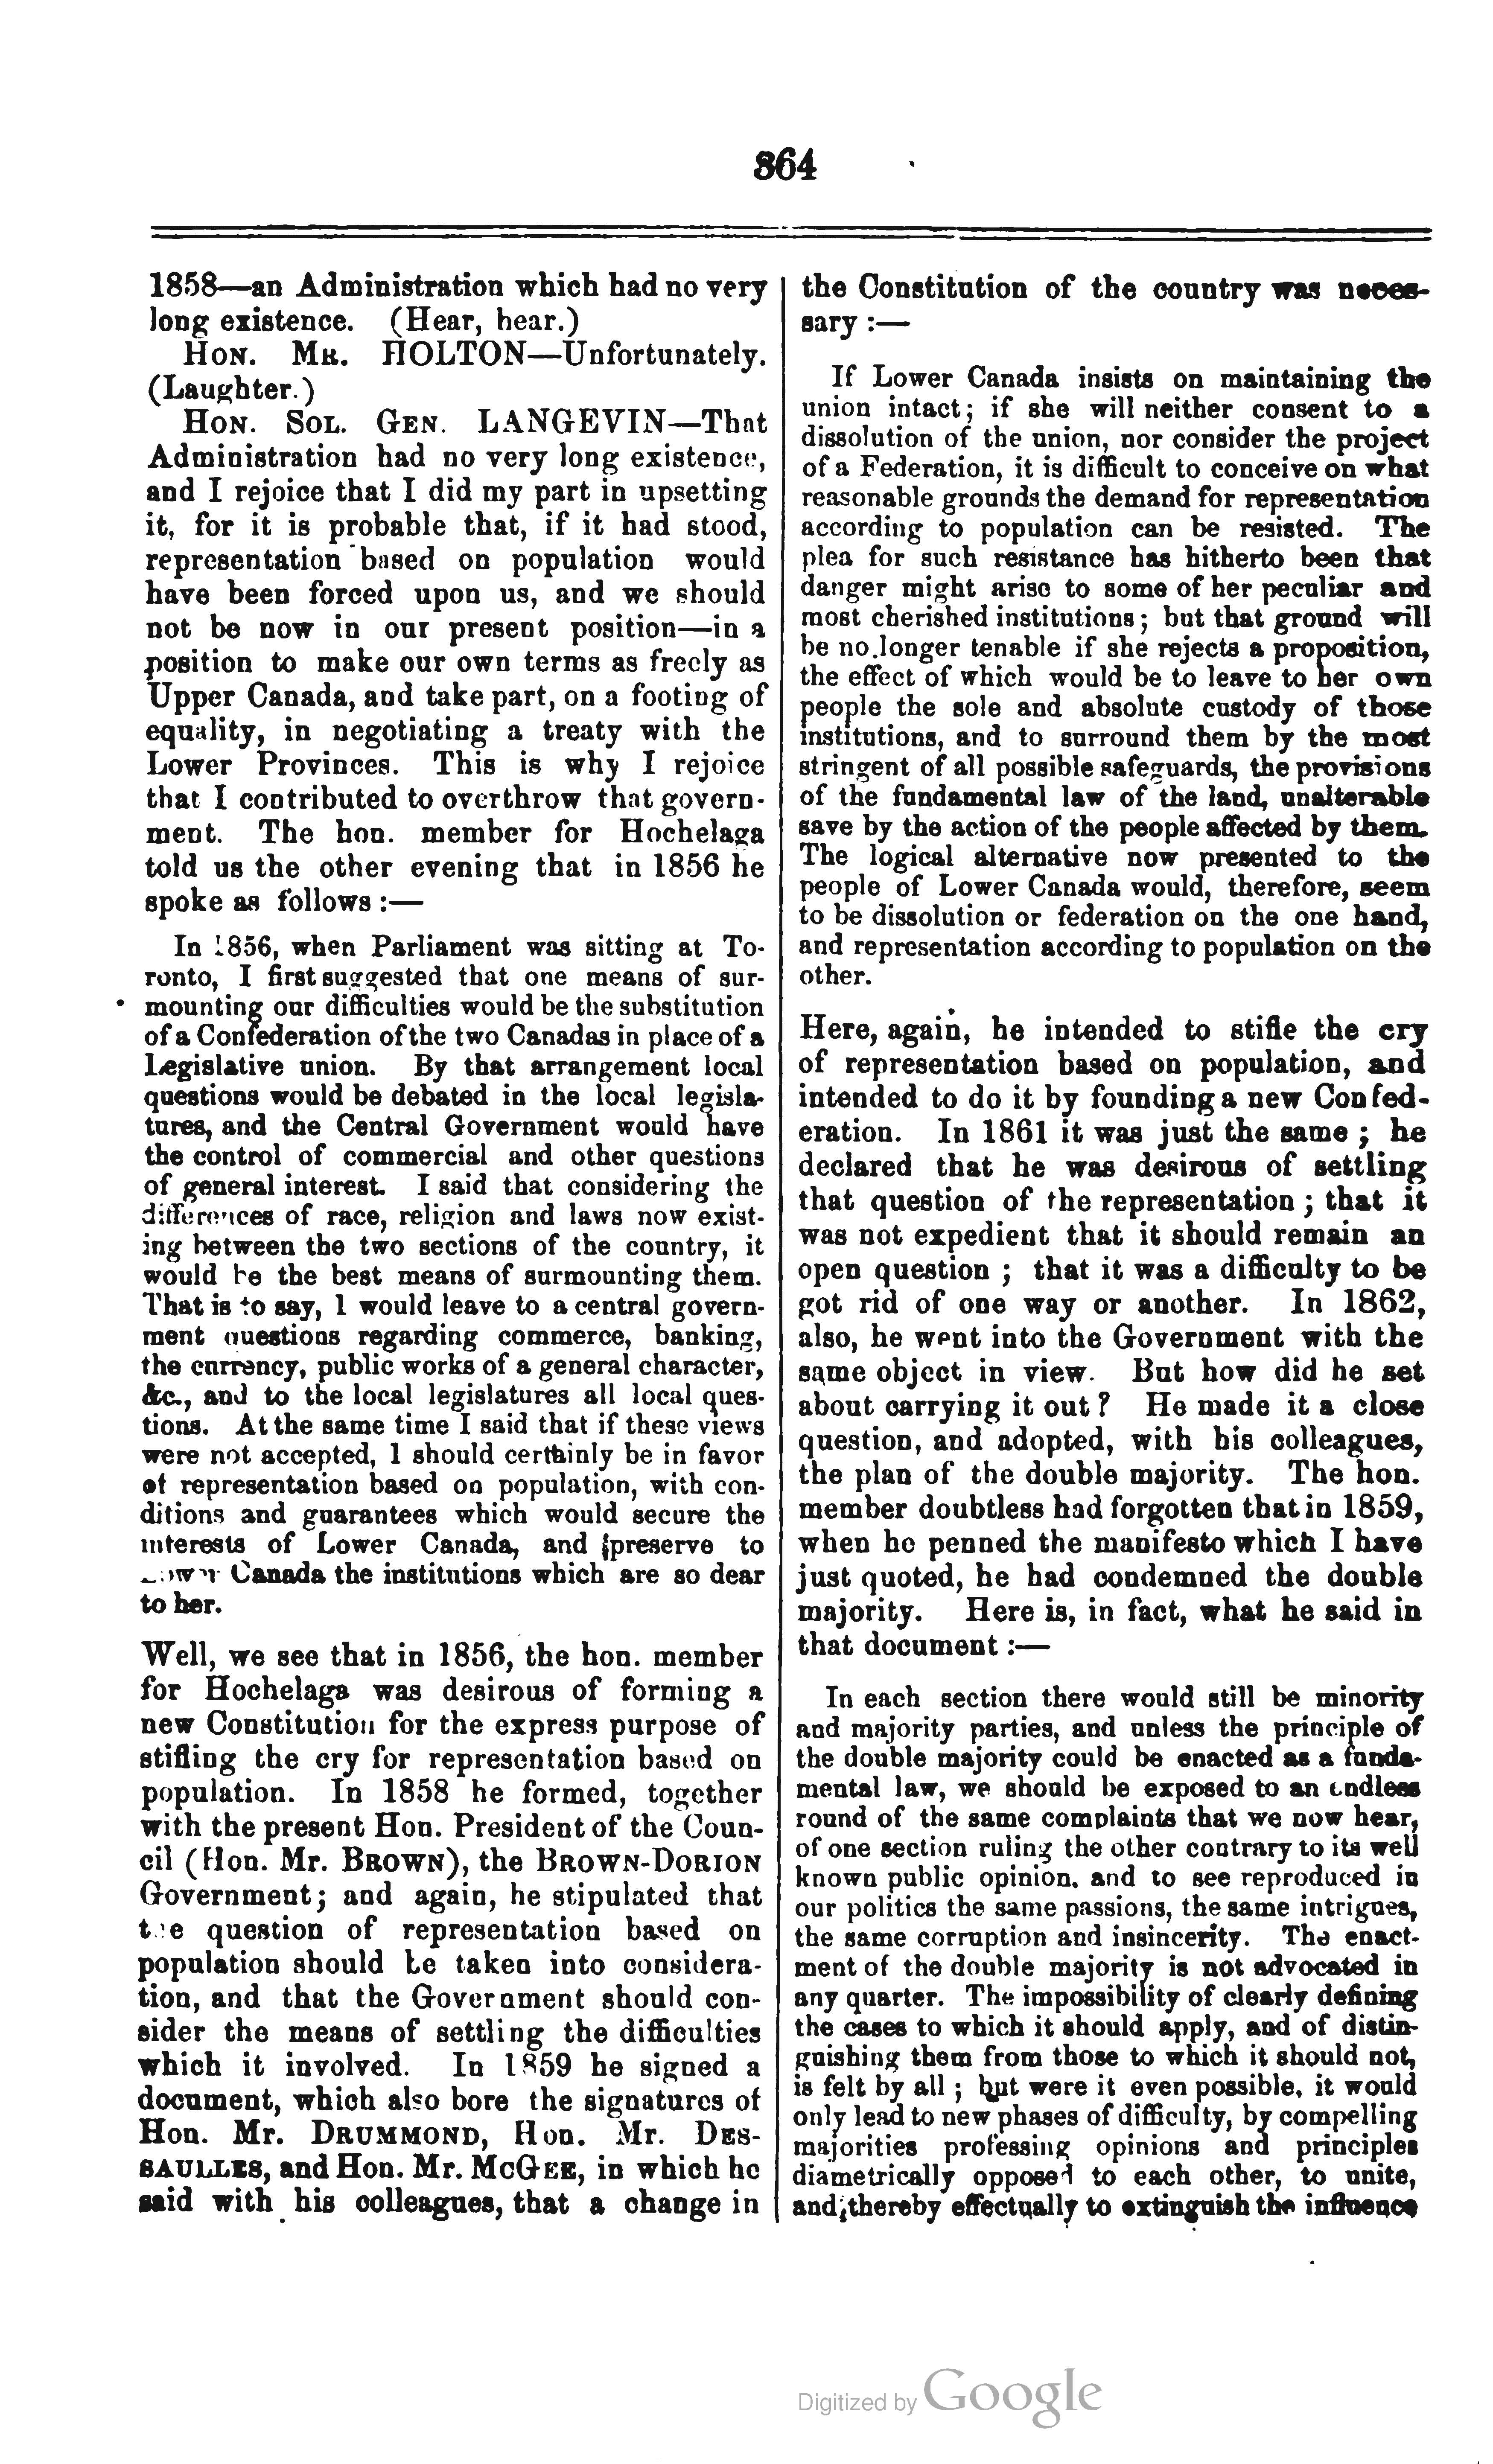 364
1858—an Administration which had no very
long existence. (Hear, hear.)
HON. MR. HOLTON—Unfortunately.
(Laughter.)
HON. SOL. GEN. LANGEVIN—That
Administration had no very long existence,
and I rejoice that I did my part in upsetting
it, for it is probable that, if it had stood,
representation based on population would
have been forced upon us, and we should
not be now in our present position—in a
position to make our own terms as freely as
Upper Canada, and take part, on a footing of
equality, in negotiating a treaty with the
Lower Provinces. This is why I rejoice
that I contributed to overthrow that govern-
ment. The hon. member for Hochelaga
told us the other evening that in 1856 he
spoke as follows :—
In 1856, when Parliament was sitting at To-
ronto, I first suggested that one means of sur-
mounting our difficulties would be the substitution
of a Confederation of the two Canadas in place of a
Legislative union. By that arrangement local
questions would be debated in the local legisla-
tures, and the Central Government would have
the control of commercial and other questions
of general interest. I said that considering the
differences of race, religion and laws now exist-
ing between the two sections of the country, it
would be the best means of surmounting them.
That is to say, I would leave to a central govern-
ment questions regarding commerce, banking,
the currency, public works of a general character,
&c., and to the local legislatures all local ques-
tions. At the same time I said that if these views
were not accepted, I should certainly be in favor
of representation based on population, with con-
ditions and guarantees which would secure the
interests of Lower Canada, and preserve to
Lower Canada the institutions which are so dear
to her.
Well, we see that in 1856, the hon. member
for Hochelaga was desirous of forming a
new Constitution for the express purpose of
stifling the cry for representation based on
population. In 1858 he formed, together
with the present Hon. President of the Coun-
cil (Hon. Mr. BROWN), the BROWN-DORION
Government; and again, he stipulated that
the question of representation based on
population should be taken into considera-
tion, and that the Government should con-
sider the means of settling the difficulties
which it involved. In 1859 he signed a
document, which also bore the signatures of
Hon. Mr. DRUMMOND, Hon. Mr. DES-
SAULLES, and Hon. Mr. MCGEE, in which he
said with his colleagues, that a change in
the Constitution of the country was neces-
sary :—
If Lower Canada insists on maintaining the
union intact; if she will neither consent to a
dissolution of the union, nor consider the project
of a Federation, it is difficult to conceive on what
reasonable grounds the demand for representation
according to population can be resisted. The
plea for such resistance has hitherto been that
danger might arise to some of her peculiar and
most cherished institutions; but that ground will
be no longer tenable if she rejects a proposition,
the effect of which would be to leave to her own
people the sole and absolute custody of those
institutions, and to surround them by the most
stringent of all possible safeguards, the provisions
of the fundamental law of the land, unalterable
save by the action of the people affected by them.
The logical alternative now presented to the
people of Lower Canada would, therefore, seem
to be dissolution or federation on the one hand,
and representation according to population on the
other.
Here, again, he intended to stifle the cry
of representation based on population, and
intended to do it by founding a new Confed-
eration. In 1861 it was just the same ; he
declared that he was desirous of settling
that question of the representation ; that it
was not expedient that it should remain an
open question ; that it was a difficulty to be
got rid of one way or another. In 1862,
also, he went into the Government with the
same object in view. But how did he set
about carrying it out ? He made it a close
question, and adopted, with his colleagues,
the plan of the double majority. The hon.
member doubtless had forgotten that in 1859,
when he penned the manifesto which I have
just quoted, he had condemned the double
majority. Here is, in fact, what he said in
that document :—
In each section there would still be minority
and majority parties, and unless the principle of
the double majority could be enacted as a funda-
mental law, we should be exposed to an endless
round of the same complaints that we now hear,
of one section ruling the other contrary to its well
known public opinion, and to see reproduced in
our politics the same passions, the same intrigues,
the same corruption and insincerity. The enact-
ment of the double majority is not advocated in
any quarter. The impossibility of clearly defining
the cases to which it should apply, and of distin-
guishing them from those to which it should not,
is felt by all ; but were it even possible, it would
only lead to new phases of difficulty, by compelling
majorities professing opinions and principles
diametrically opposed to each other, to unite,
and thereby effectually to extinguish the influence
Digitized by Google